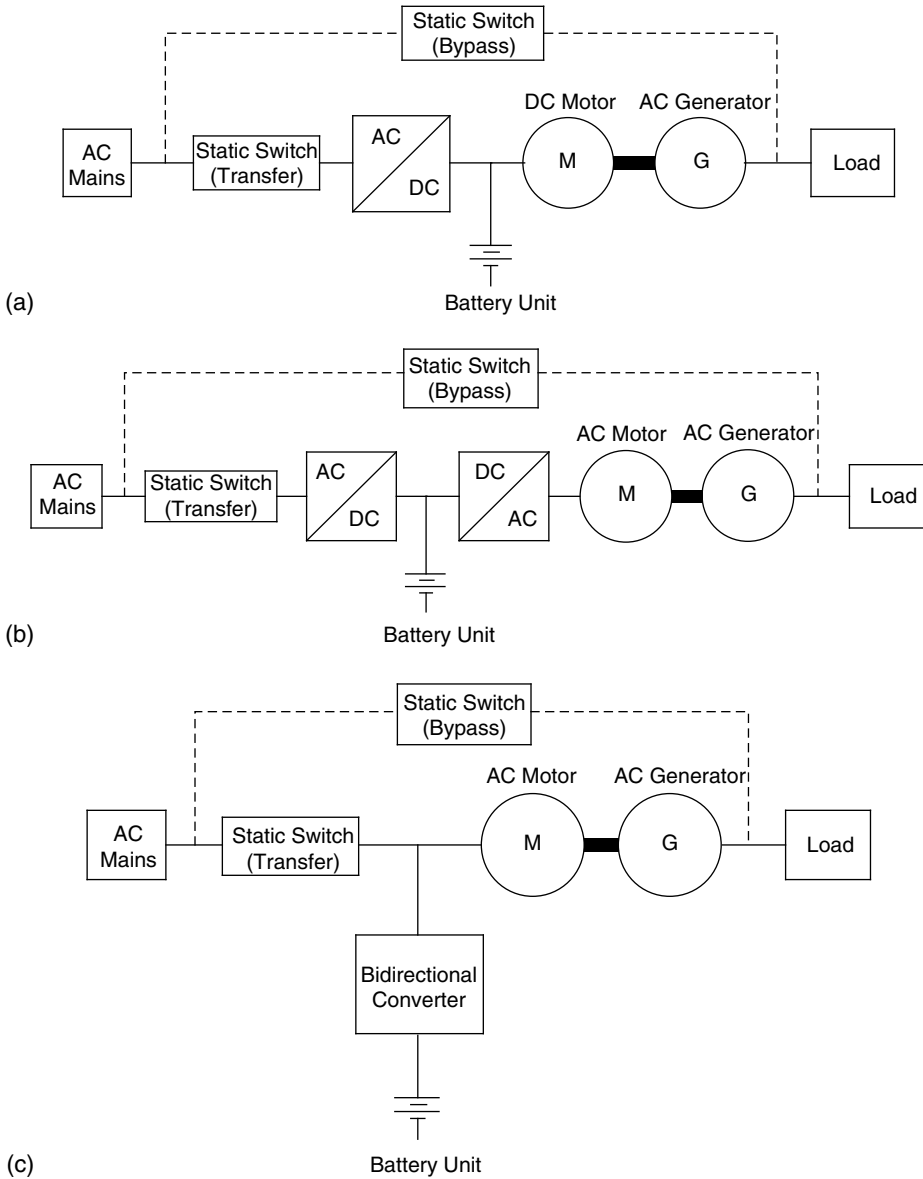 Static Switch
(Bypass)
DC Motor
AC Generator
AC
Mains
Static Switch
(Transfer)
AC
DC
M
G
Load
Battery Unit
(a)
Static Switch
(Bypass)
AC Motor
AC Generator
AC
Mains
Static Switch
(Transfer)
AC
DC
DC
AC
M
G
Load
Battery Unit
(b)
Static Switch
(Bypass)
AC Motor
AC Generator
AC
Mains
Static Switch
(Transfer)
M
G
Load
Bidirectional
Converter
Battery Unit
(c)